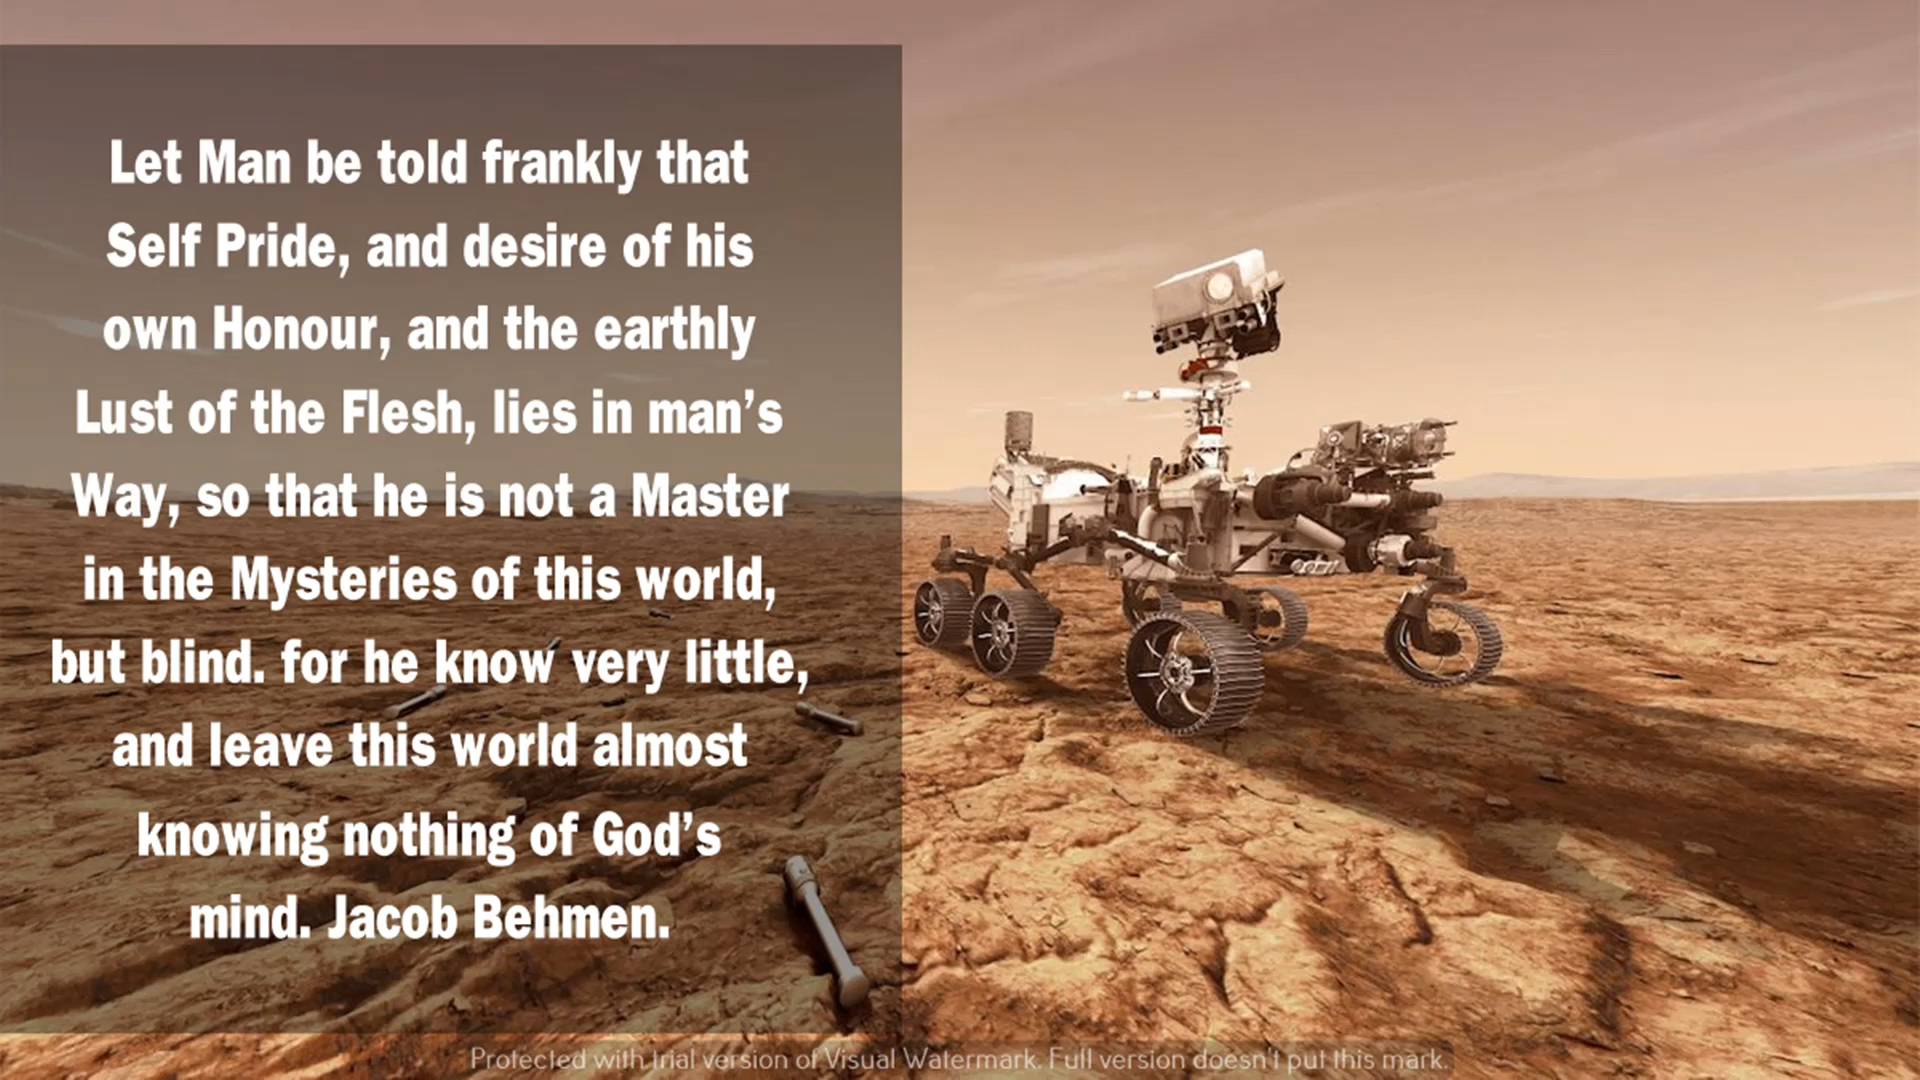 Let Man be told frankly that
Self Pride, and desire of his
own Honour, and the earthly
Lust of the Flesh, lies in man’s
Way, so that he is not a Master
in the Mysteries of this world,
but blind. for he know very little,
and leave this world almost
knowing nothing of God’s
mind. Jacob Behmen.
Protected with trial version of Visual Watermark. Full version doesn't put this mark.